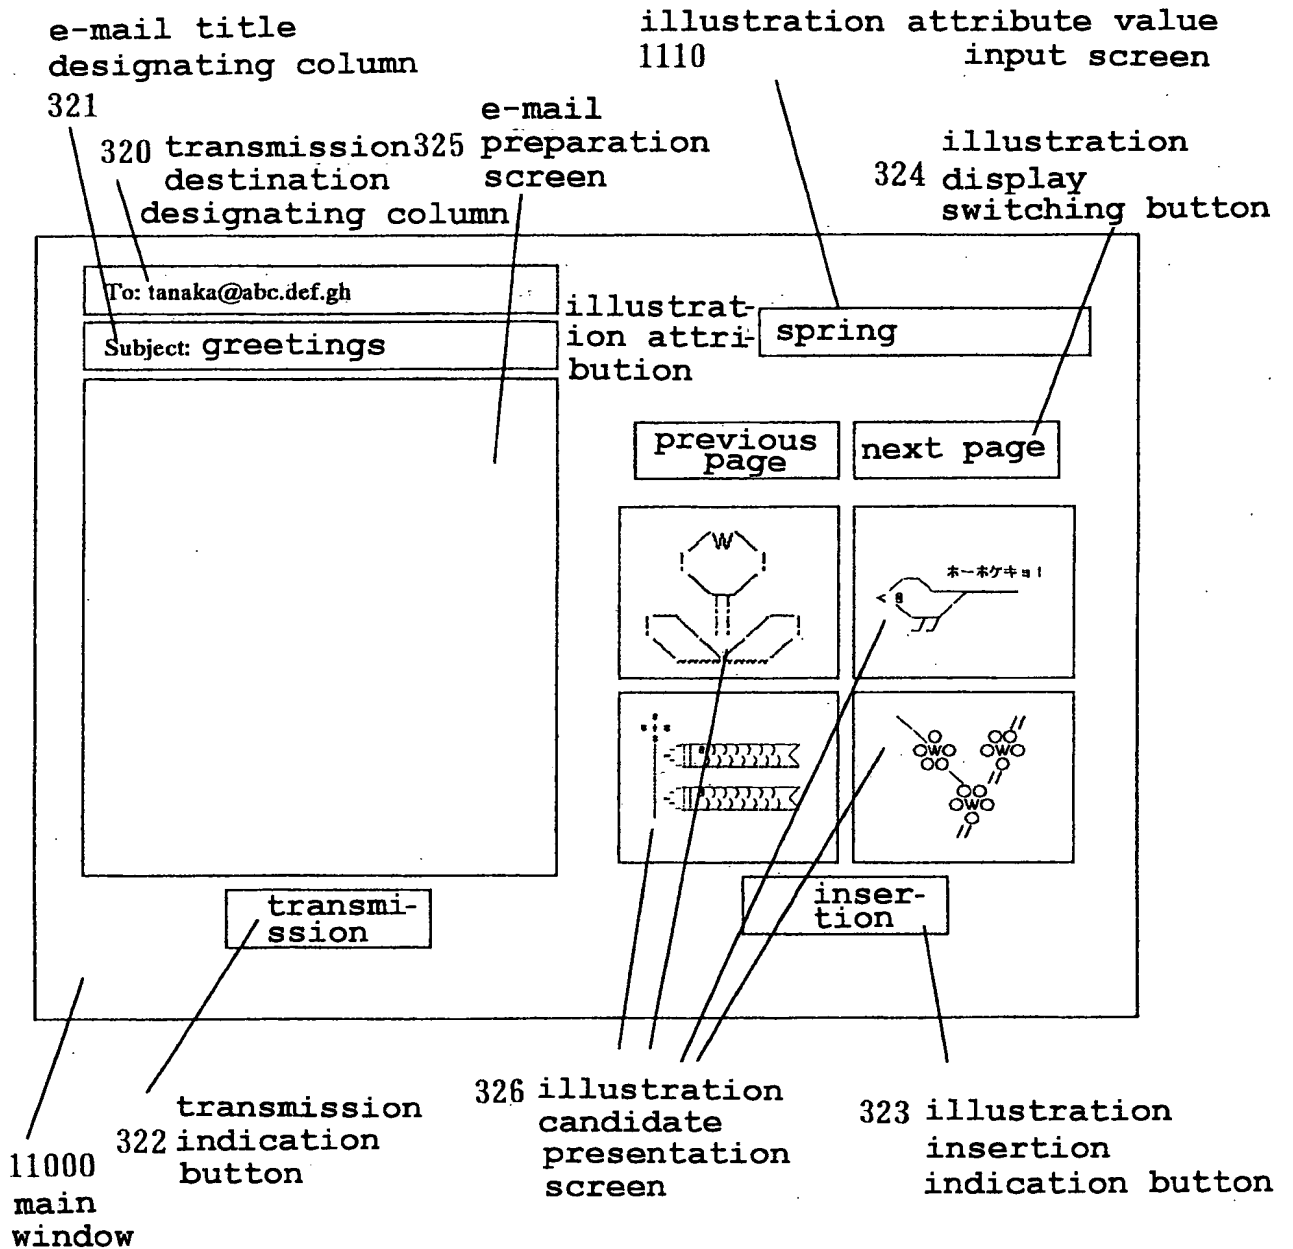 e-mail title
designating column
321
illustration attribute value
1110 input screen
320 transmission
destination
designating column
325 e-mail
preparation
screen
illustration
324 display
switching button
To: tanaka@abc.def.gh
Subject: greetings
illustrat-
ion attri-
bution
spring
previous
page
next page
W
ホーホケキョ!
W W
W
transmi-
ssion
inser-
tion
326 illustration
candidate
presentation
screen
323 illustration
insertion
indication button
transmission
322 indication
button
11000
main
window